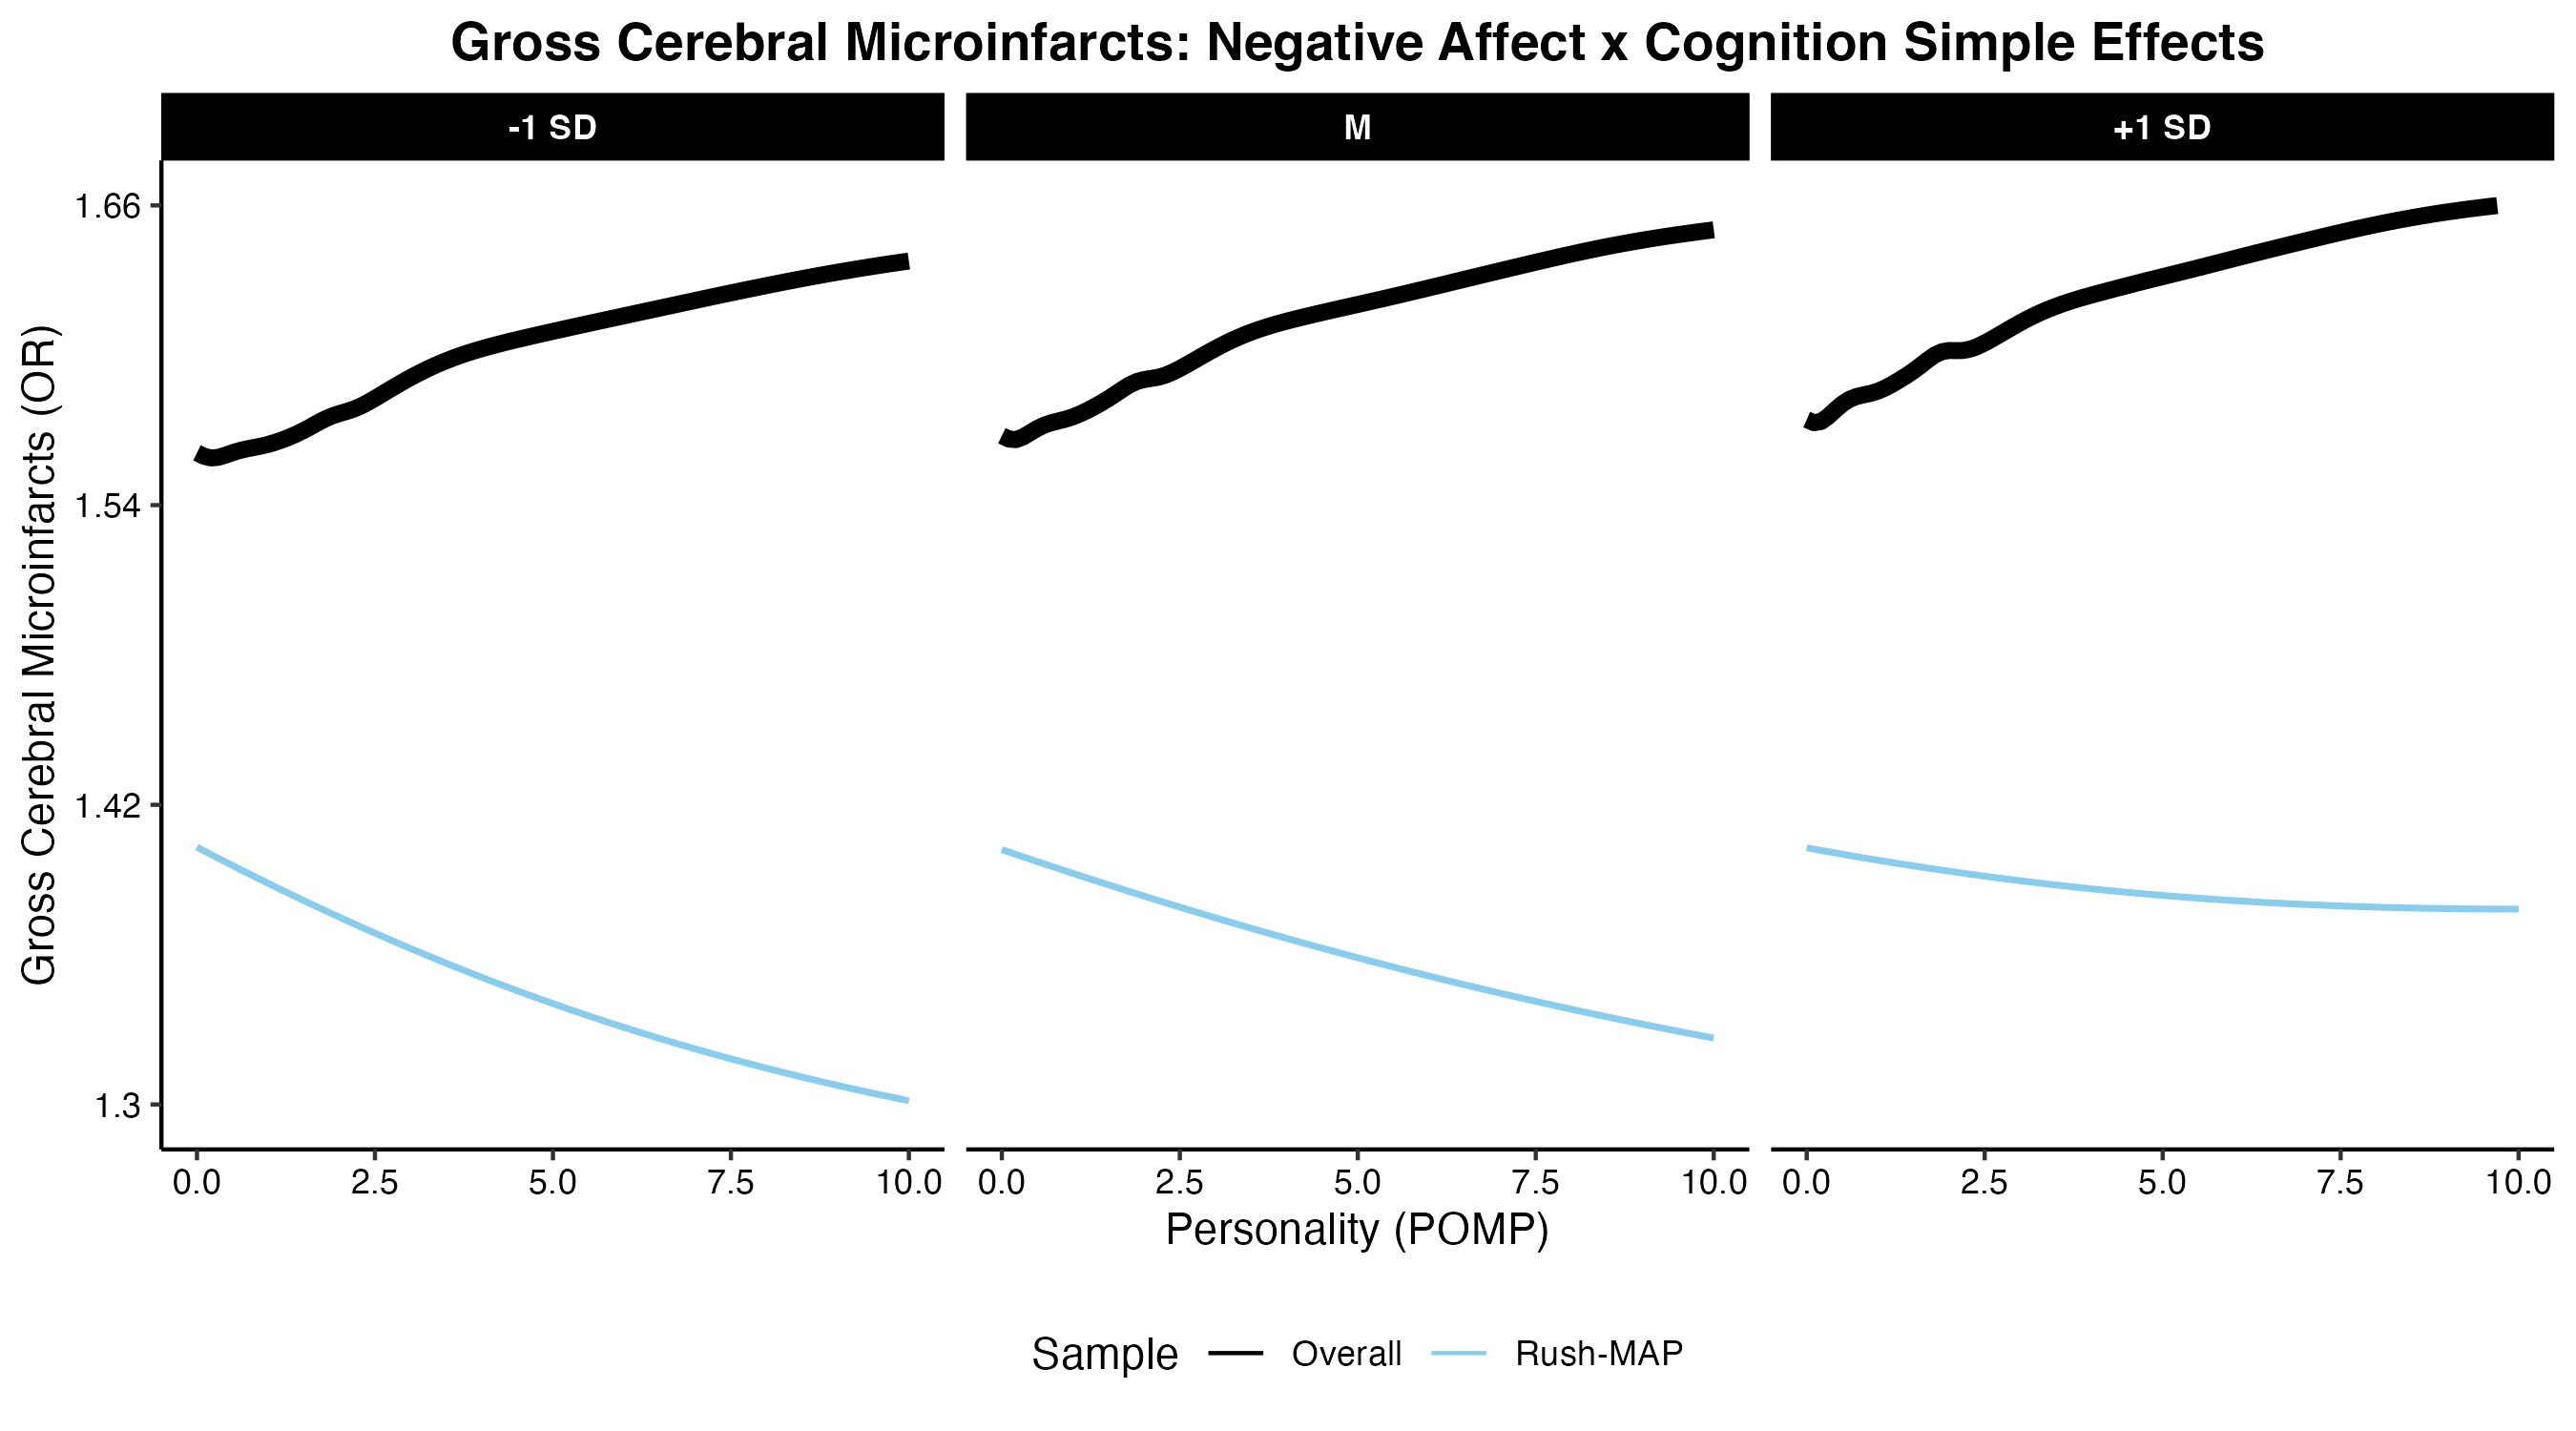 Gross Cerebral Microinfarcts: Negative Affect x Cognition Simple Effects
-1 SD
M
+1 SD
Gross Cerebral Microinfarcts (OR)
1.66
1.54
1.42
1.3
0.0 2.5 5.0 7.5 10.0
0.0 2.5 5.0 7.5 10.0
0.0 2.5 5.0 7.5 10.0
Personality (POMP)
Sample Overall Rush-MAP